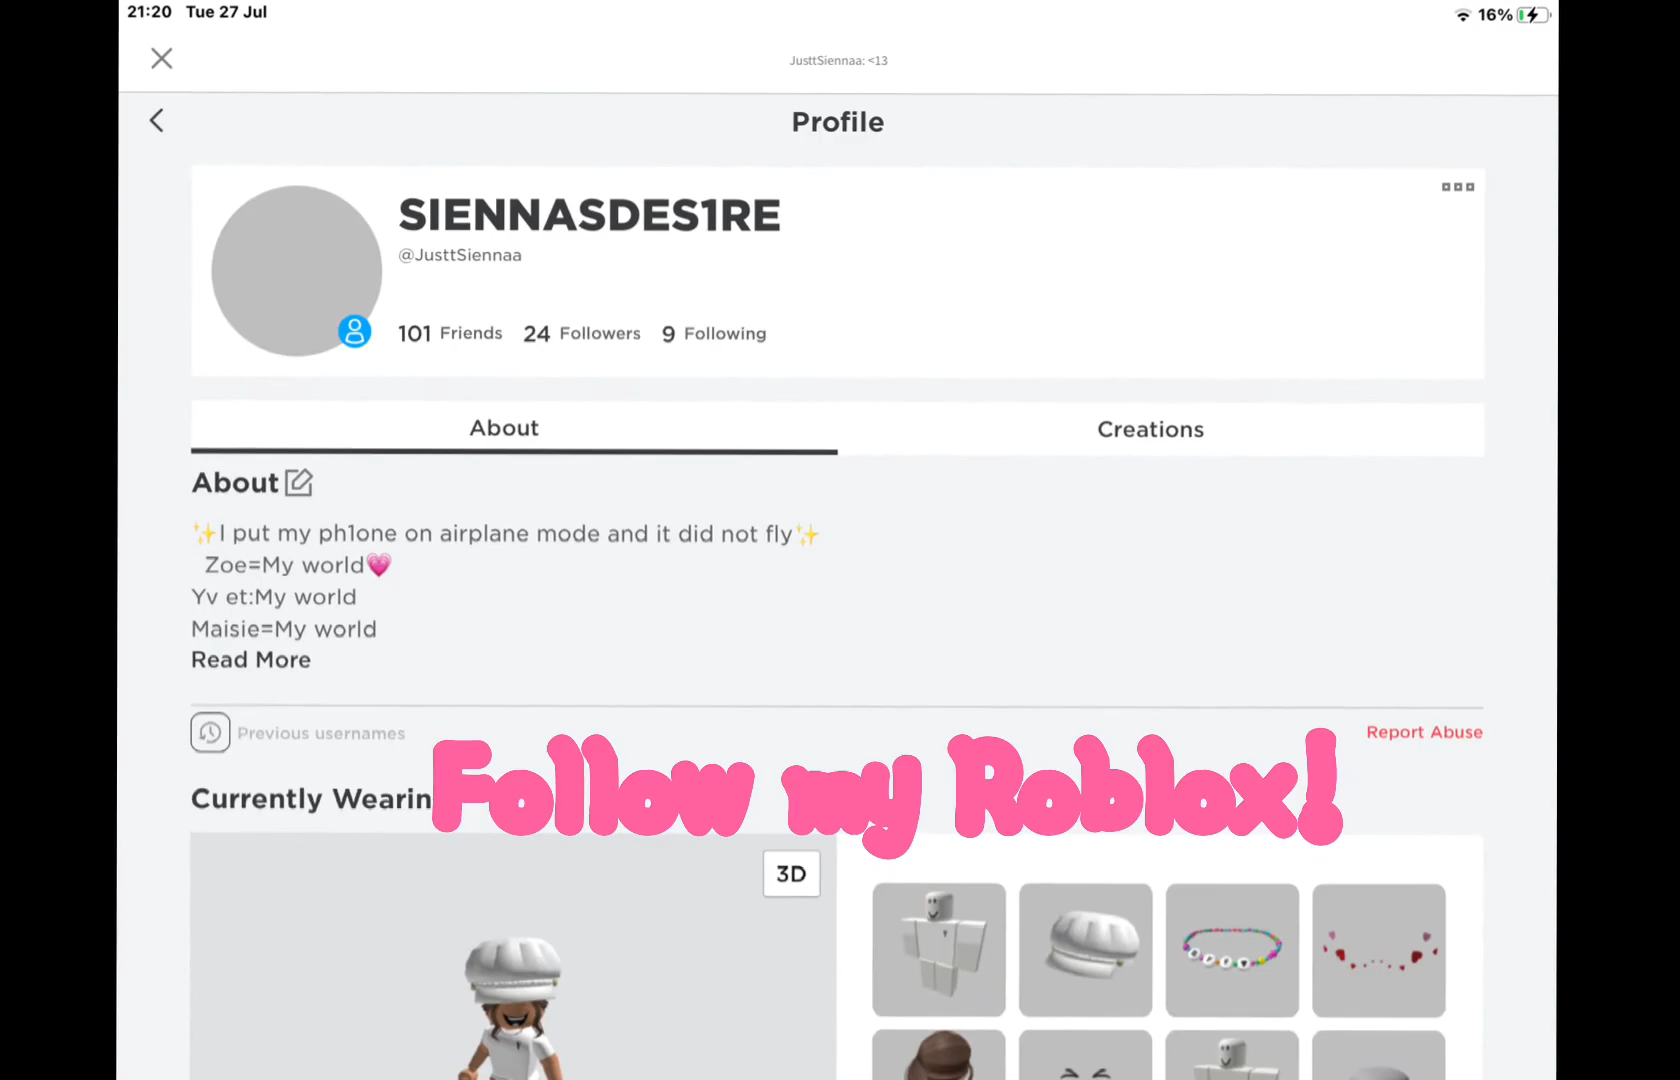 21:20 Tue 27 Jul
16%
JusttSiennaa: <13
Profile
SIENNASDES1RE
@JusttSiennaa
101 Friends 24 Followers 9 Following
About Creations
About
✨I put my ph1one on airplane mode and it did not fly✨
Zoe=My world💗
Yv et:My world
Maisie=My world
Read More
Previous usernames
Report Abuse
Follow my Roblox!
Currently Wearin
3D